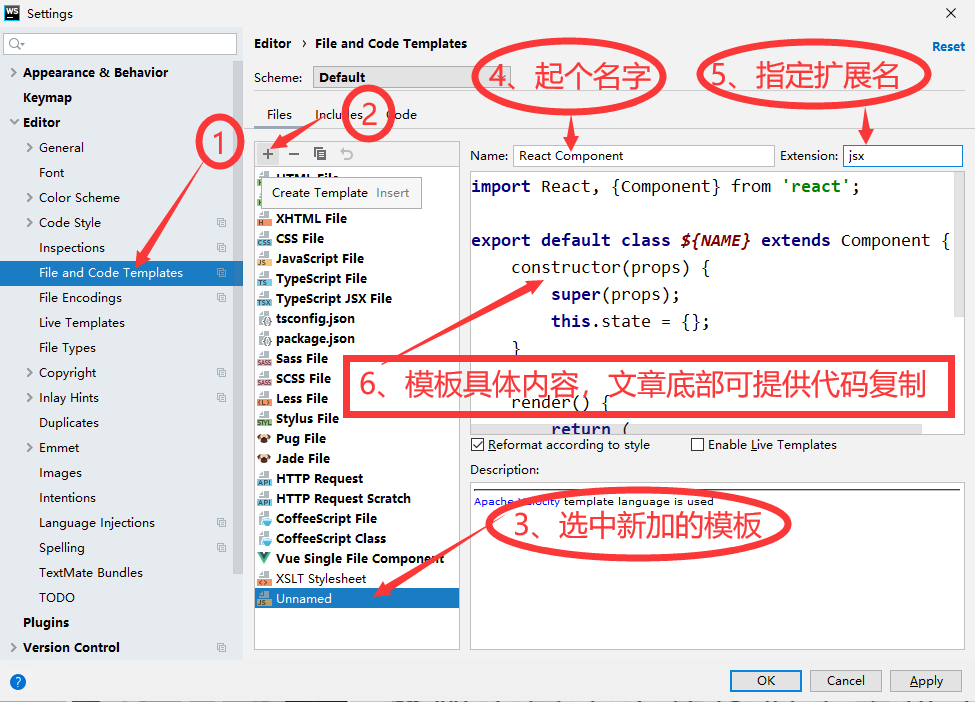 WS Settings
Editor › File and Code Templates
Reset
Scheme: Default
4、起个名字
5、指定扩展名
Appearance & Behavior
Keymap
Editor
General
Font
Color Scheme
Code Style
Inspections
File and Code Templates
File Encodings
Live Templates
File Types
Copyright
Inlay Hints
Duplicates
Emmet
Images
Intentions
Language Injections
Spelling
TextMate Bundles
TODO
Plugins
Version Control
1
2
Files Includes Code
Create Template Insert
HTML File
XHTML File
CSS File
JavaScript File
TypeScript File
TypeScript JSX File
tsconfig.json
package.json
Sass File
SCSS File
Less File
Stylus File
Pug File
Jade File
HTTP Request
HTTP Request Scratch
CoffeeScript File
CoffeeScript Class
Vue Single File Component
XSLT Stylesheet
Unnamed
Name: React Component Extension: jsx
import React, {Component} from 'react';
export default class ${NAME} extends Component {
constructor(props) {
super(props);
this.state = {};
}
6、模板具体内容，文章底部可提供代码复制
render() {
return (
Reformat according to style Enable Live Templates
Description:
Apache Velocity template language is used
3、选中新加的模板
?
OK Cancel Apply